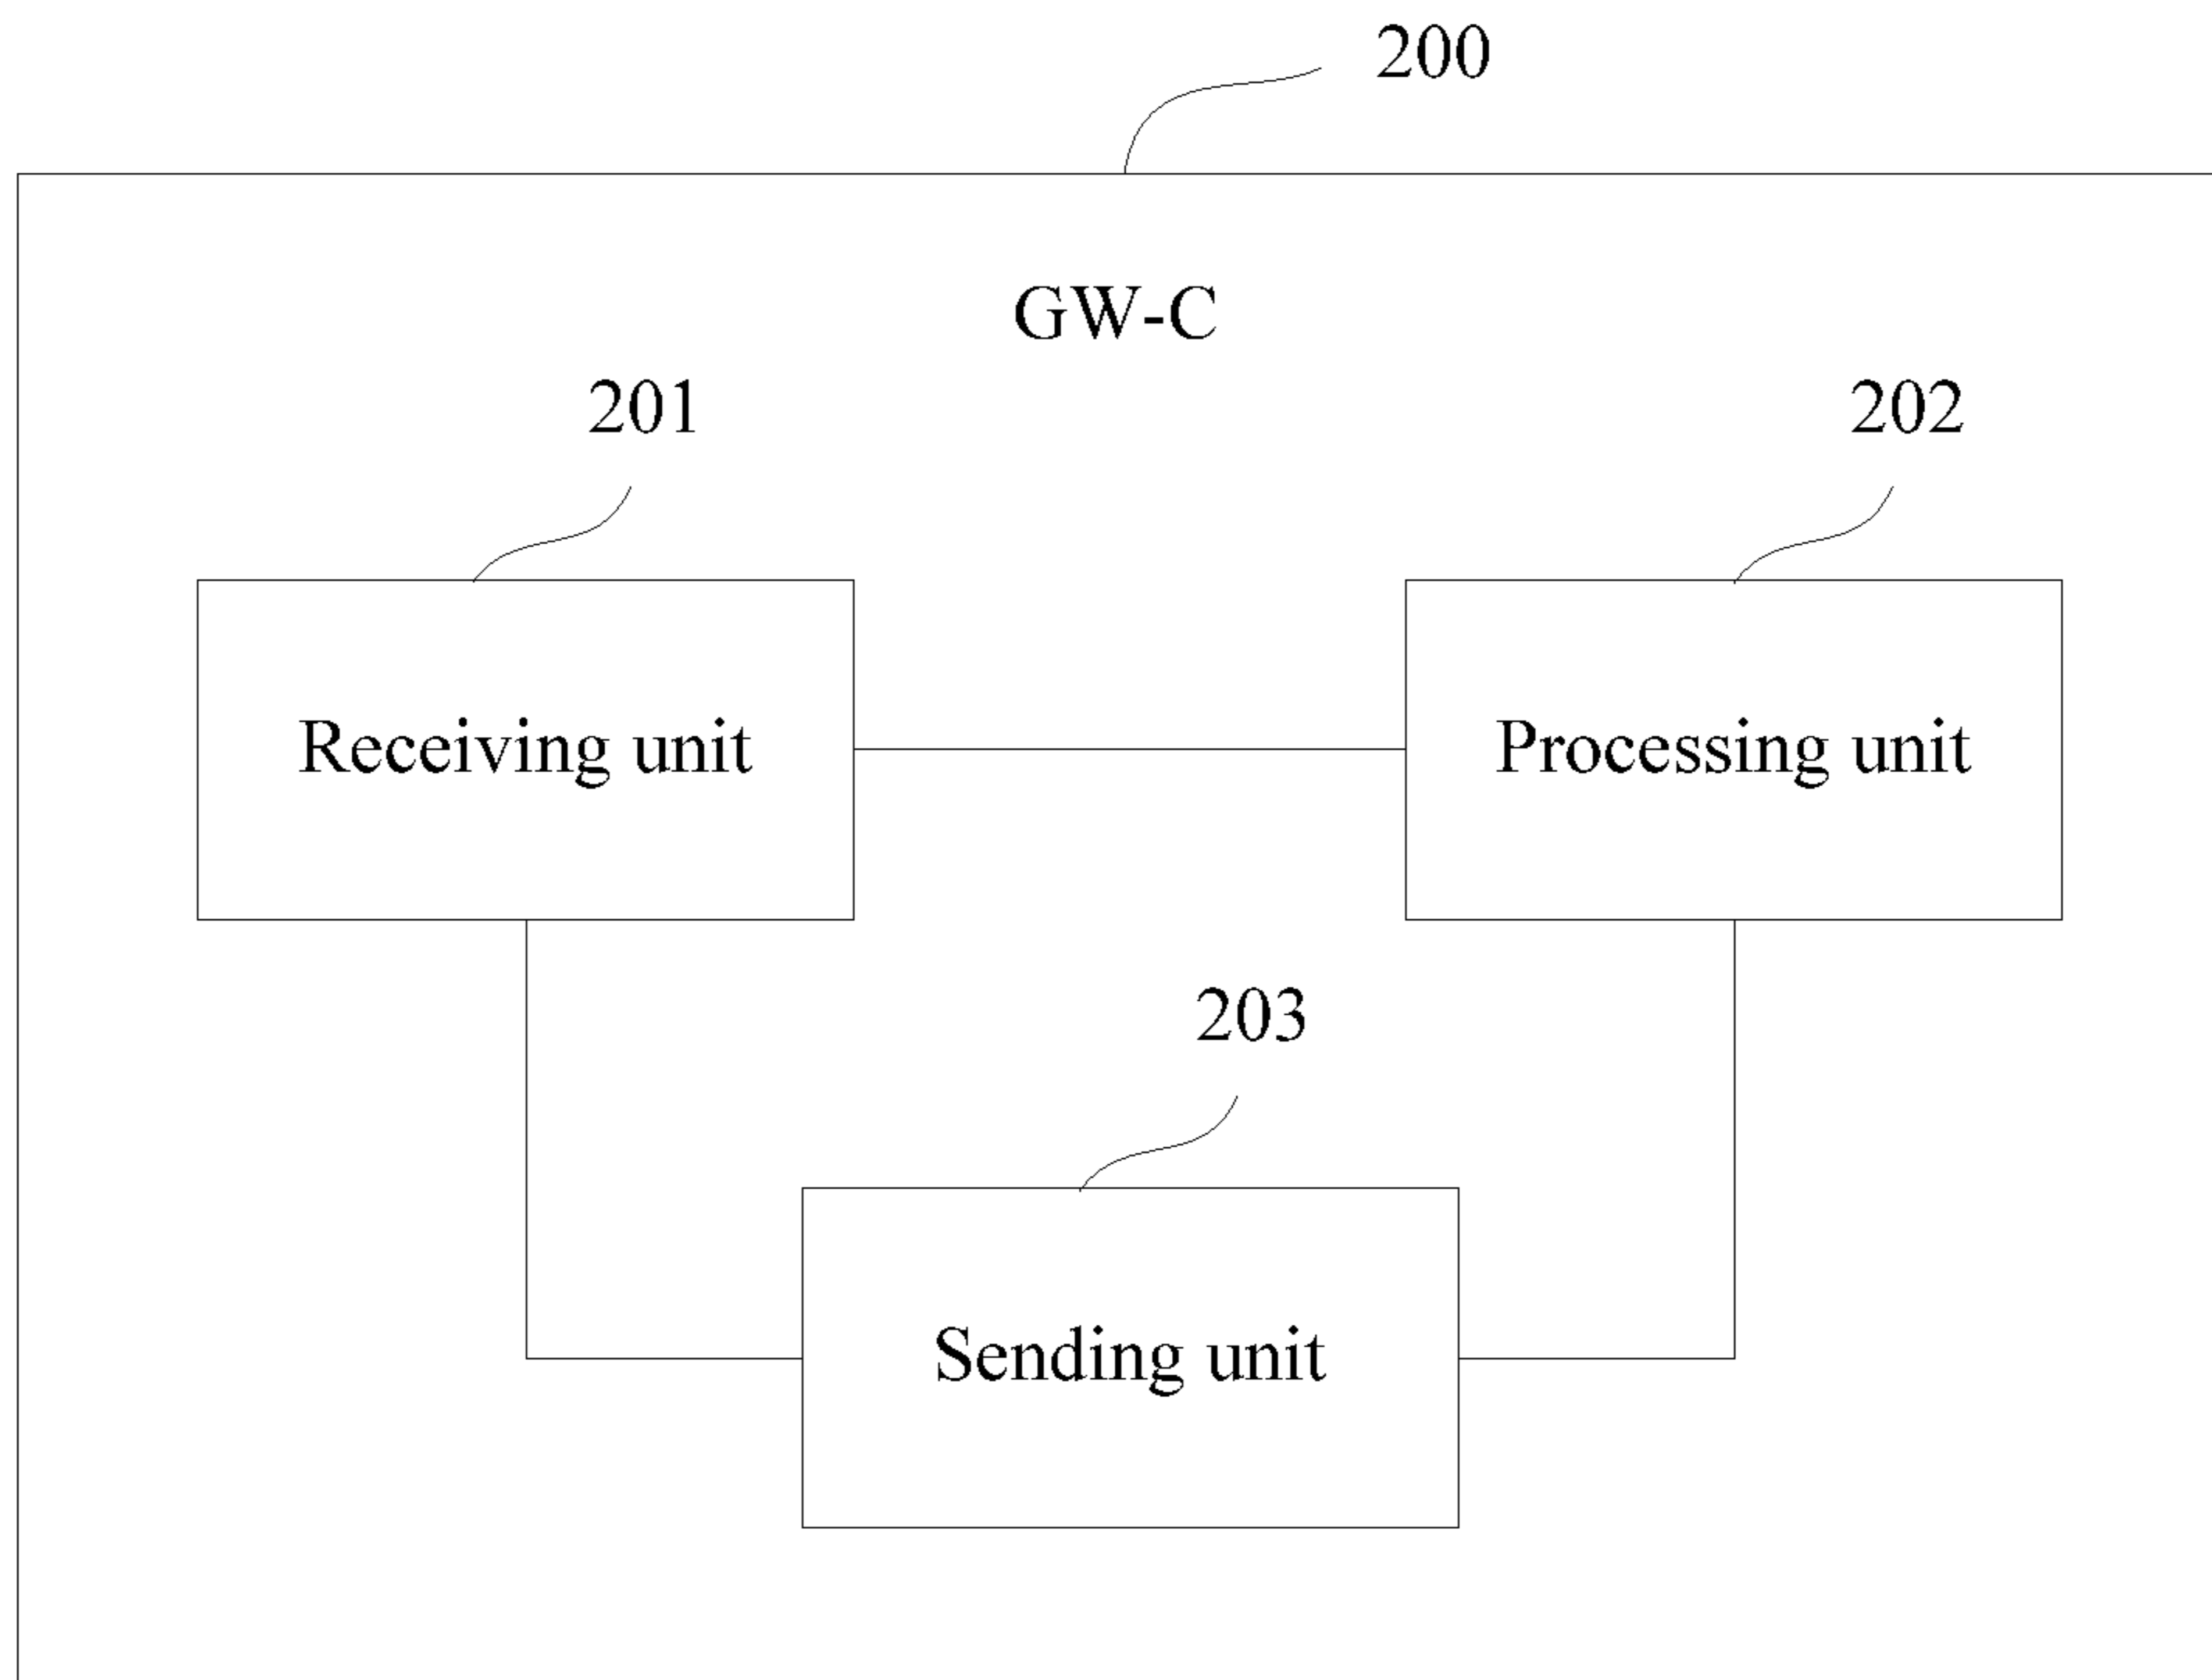 200
GW-C
201
202
Receiving unit
Processing unit
203
Sending unit